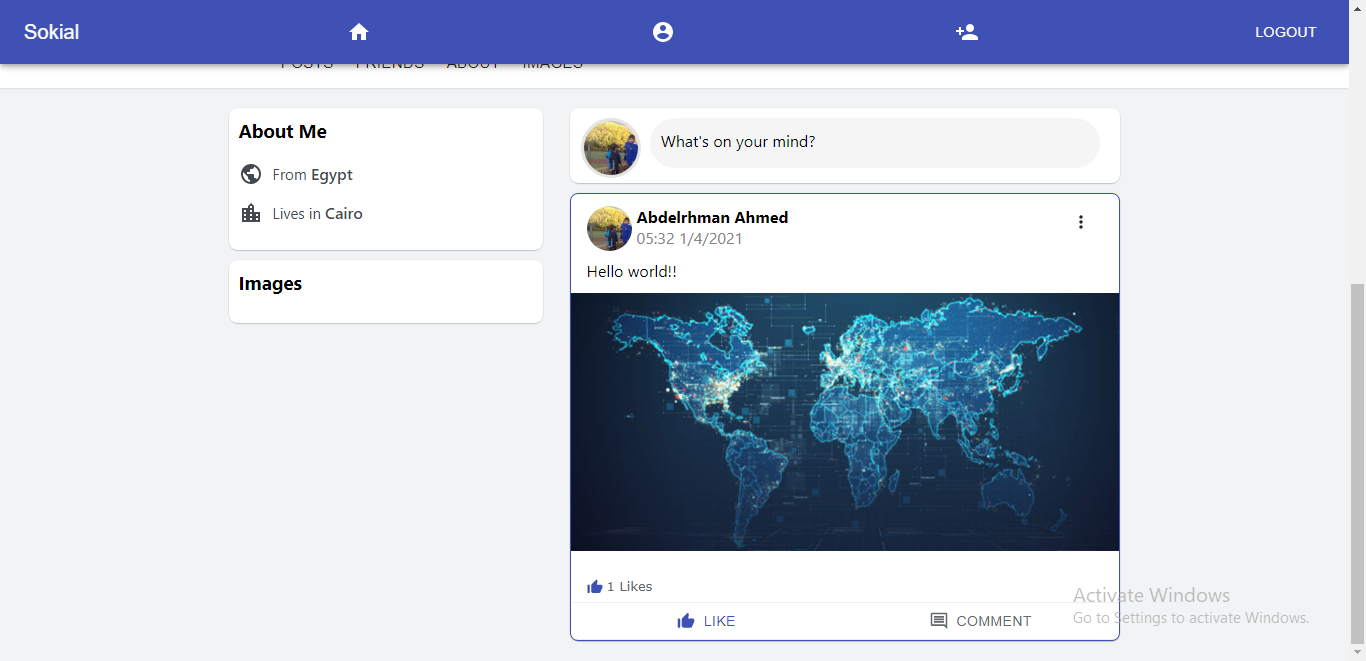 Sokial
LOGOUT
POSTS FRIENDS ABOUT IMAGES
About Me
From Egypt
Lives in Cairo
Images
What's on your mind?
Abdelrhman Ahmed
05:32 1/4/2021
Hello world!!
1 Likes
LIKE
COMMENT
Activate Windows
Go to Settings to activate Windows.